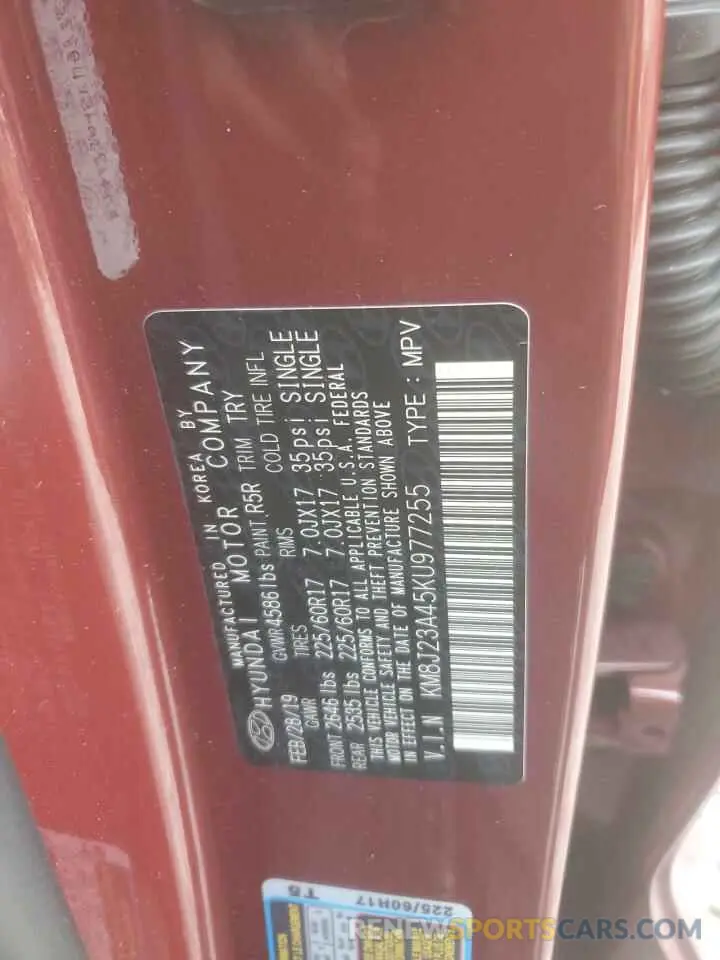 MANUFACTURED IN KOREA BY
HYUNDAI MOTOR COMPANY
FEB/28/19 GVWR 4586 lbs PAINT, R5R TRIM TRY
GAWR TIRES RMS COLD TIRE INFL
FRONT 2646 lbs 225/60R17 7.0JX17 35psi SINGLE
REAR 2535 lbs 225/60R17 7.0JX17 35psi SINGLE
THIS VEHICLE CONFORMS TO ALL APPLICABLE U.S.A. FEDERAL
MOTOR VEHICLE SAFETY AND THEFT PREVENTION STANDARDS
IN EFFECT ON THE DATE OF MANUFACTURE SHOWN ABOVE
V.I.N KM8J23A45KU977255 TYPE : MPV
225/60R17
T5
RENEWSPORTSCARS.COM